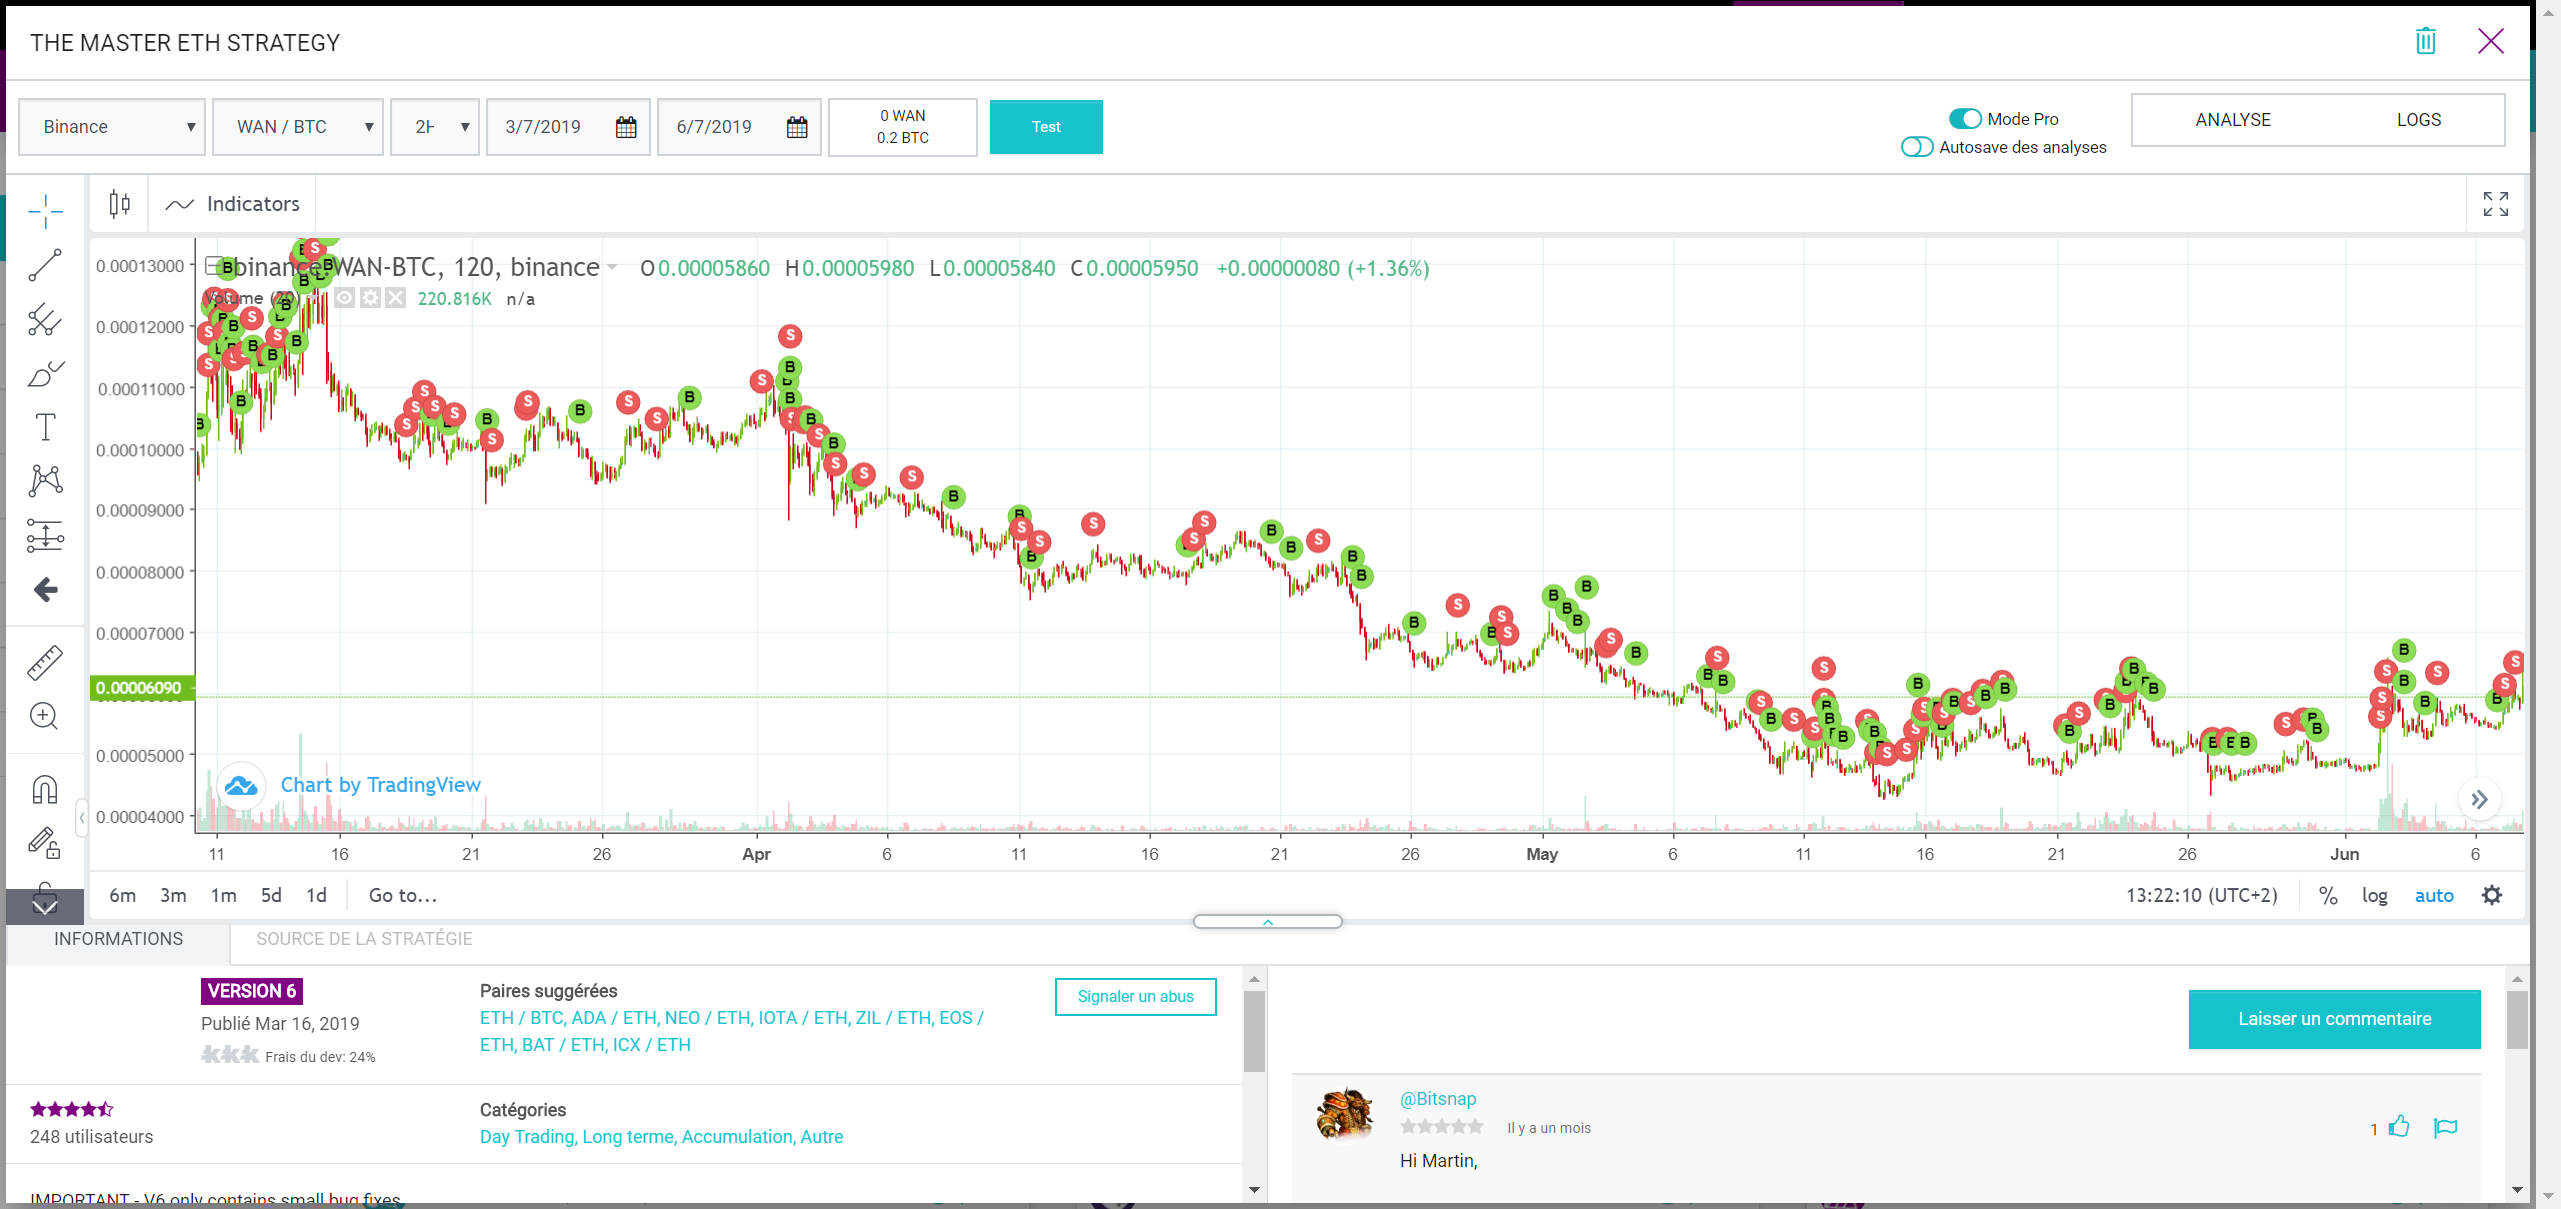 THE MASTER ETH STRATEGY
Binance
WAN / BTC
3/7/2019
6/7/2019
0 WAN
0.2 BTC
Test
Mode Pro
Autosave des analyses
ANALYSE
LOGS
Indicators
binance:WAN-BTC, 120, binance
O0.00005860 H0.00005980 L0.00005840 C0.00005950 +0.00000080 (+1.36%)
Volume (20) 220.816K n/a
0.00013000
0.00012000
0.00011000
0.00010000
0.00009000
0.00008000
0.00007000
0.00006090
0.00005000
0.00004000
Chart by TradingView
11 16 21 26 Apr 6 11 16 21 26 May 6 11 16 21 26 Jun 6
6m 3m 1m 5d 1d Go to...
13:22:10 (UTC+2) % log auto
INFORMATIONS
SOURCE DE LA STRATÉGIE
VERSION 6
Publié Mar 16, 2019
Frais du dev: 24%
Paires suggérées
ETH / BTC, ADA / ETH, NEO / ETH, IOTA / ETH, ZIL / ETH, EOS /
ETH, BAT / ETH, ICX / ETH
Signaler un abus
248 utilisateurs
Catégories
Day Trading, Long terme, Accumulation, Autre
IMPORTANT - V6 only contains small bug fixes
Laisser un commentaire
@Bitsnap
Il y a un mois
1
Hi Martin,